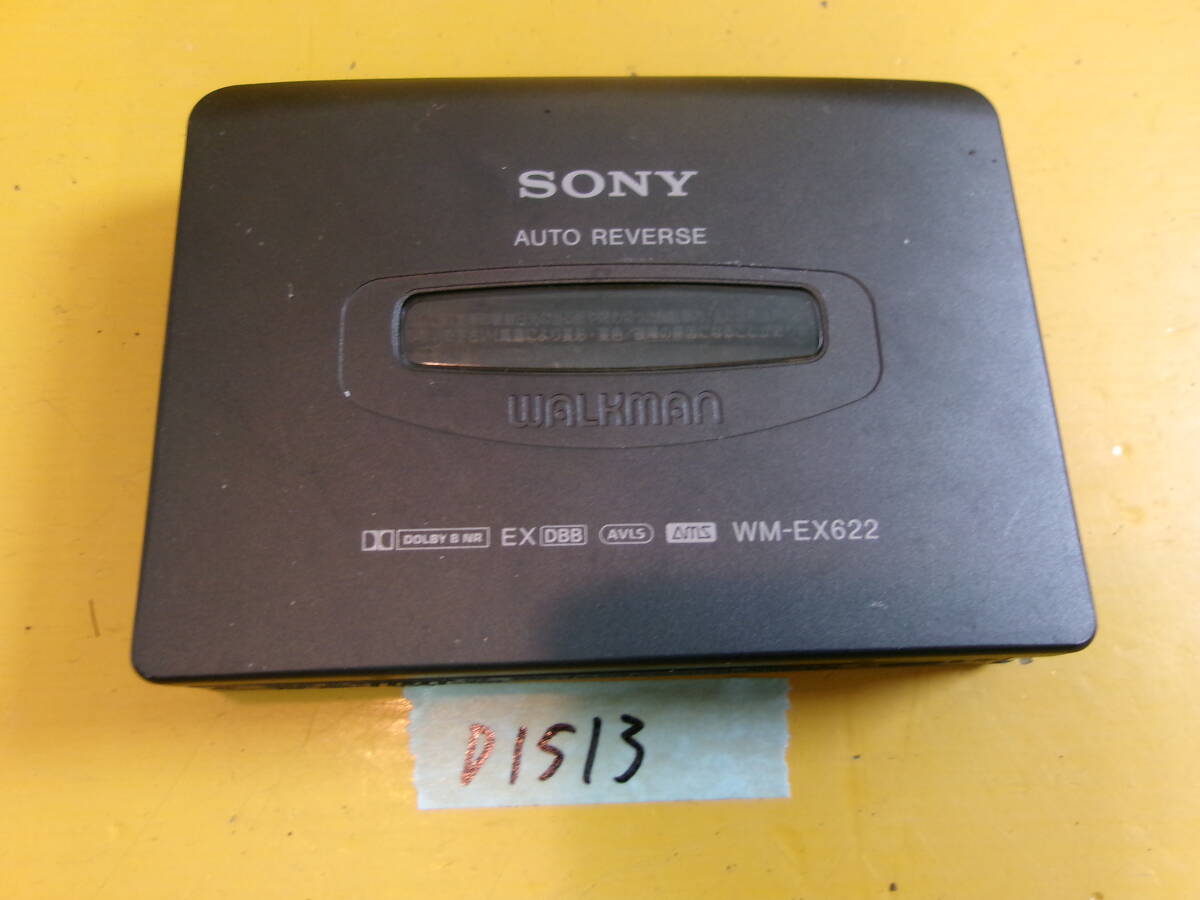 SONY
AUTO REVERSE
WALKMAN
DOLBY B NR EX DBB AVLS AMS WM-EX622
D1513